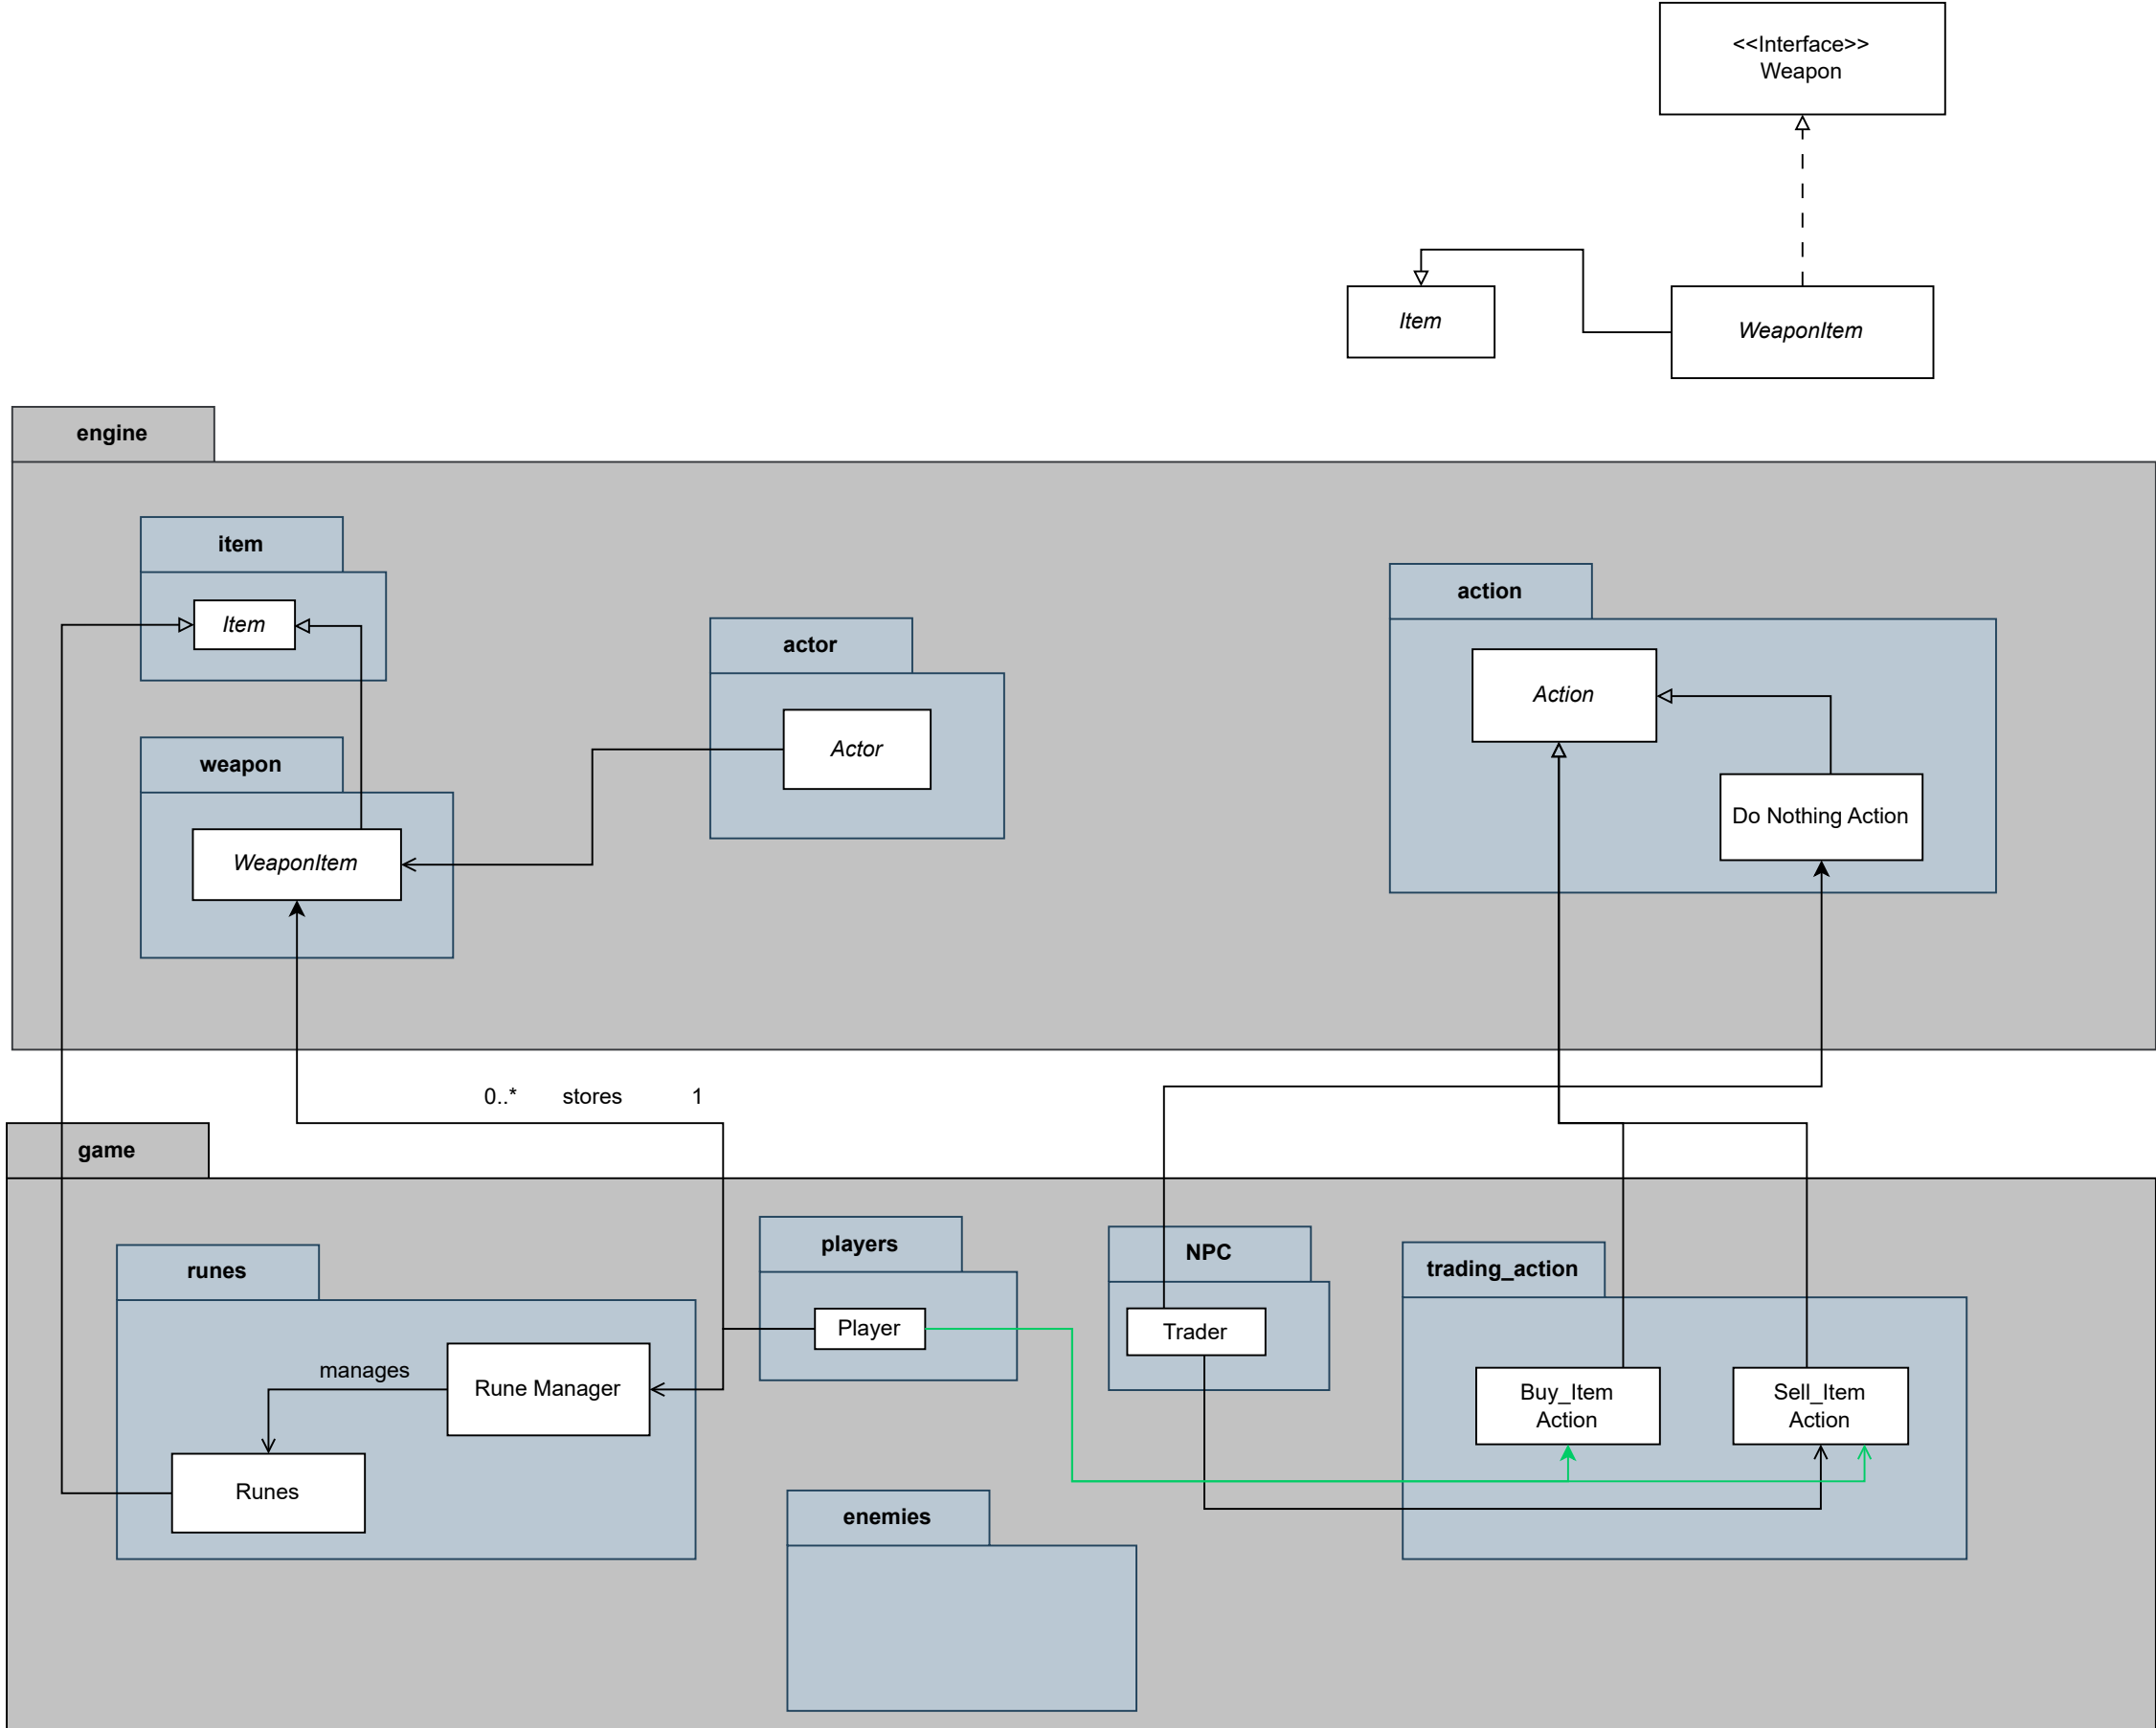 <<Interface>>
Weapon
Item
WeaponItem
engine
item
Item
action
actor
Action
Actor
weapon
Do Nothing Action
WeaponItem
0..* stores 1
game
players
NPC
runes
trading_action
Player
Trader
manages
Rune Manager
Buy_Item
Action
Sell_Item
Action
Runes
enemies